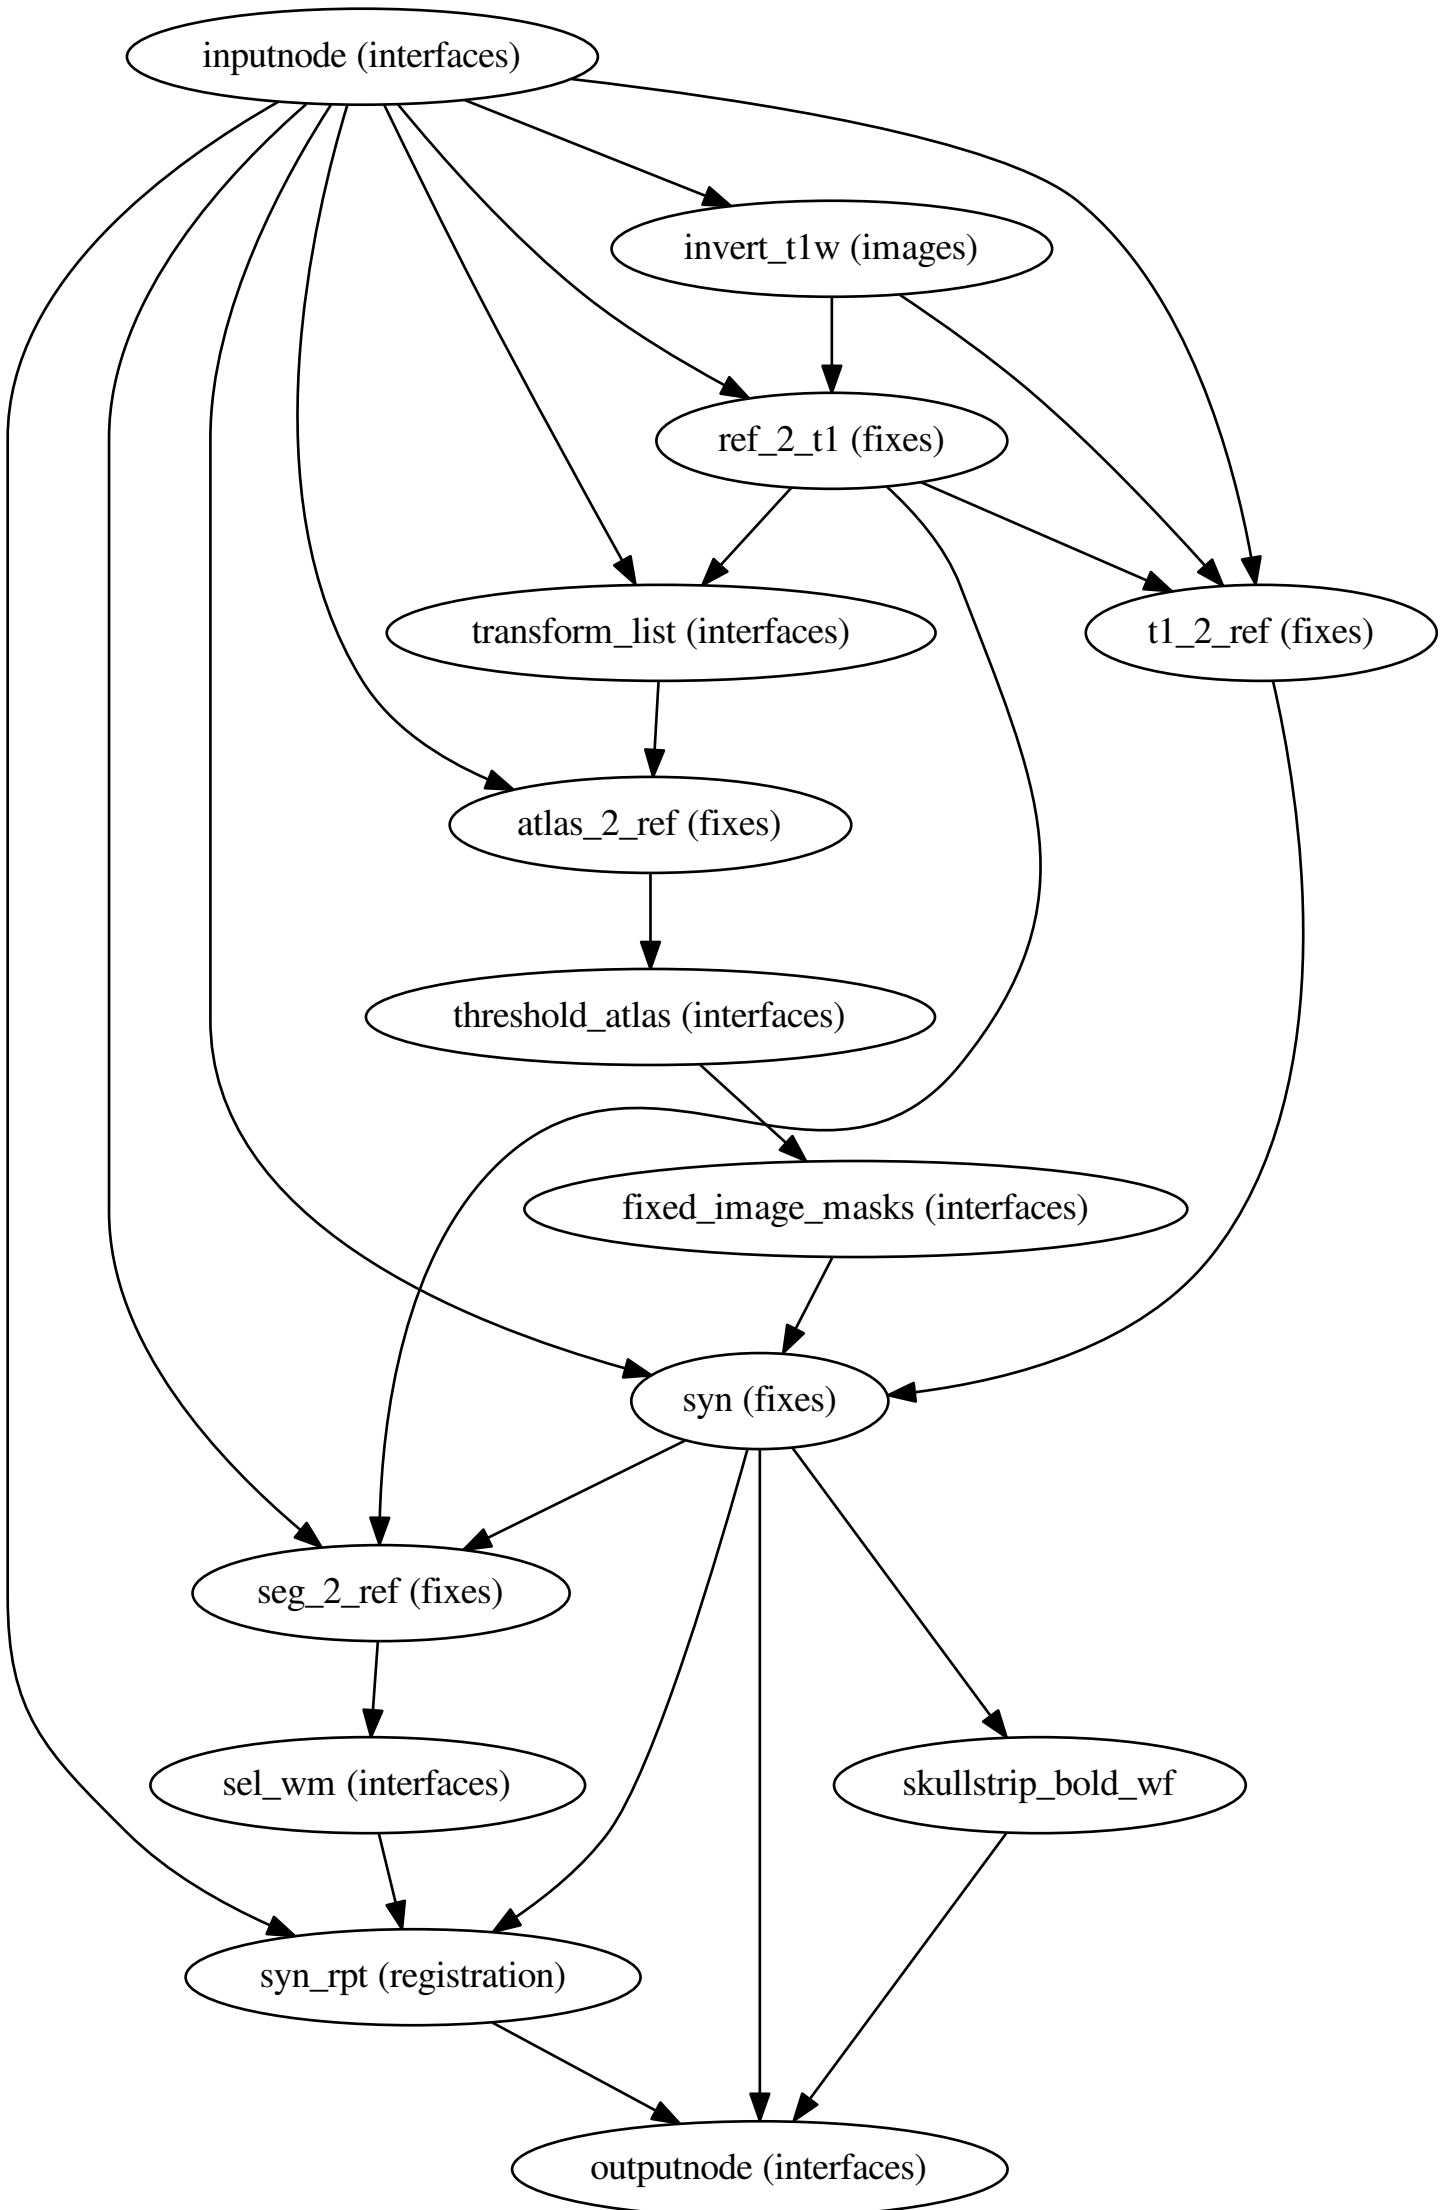 inputnode (interfaces)
invert_t1w (images)
ref_2_t1 (fixes)
transform_list (interfaces)
t1_2_ref (fixes)
atlas_2_ref (fixes)
threshold_atlas (interfaces)
fixed_image_masks (interfaces)
syn (fixes)
seg_2_ref (fixes)
sel_wm (interfaces)
skullstrip_bold_wf
syn_rpt (registration)
outputnode (interfaces)